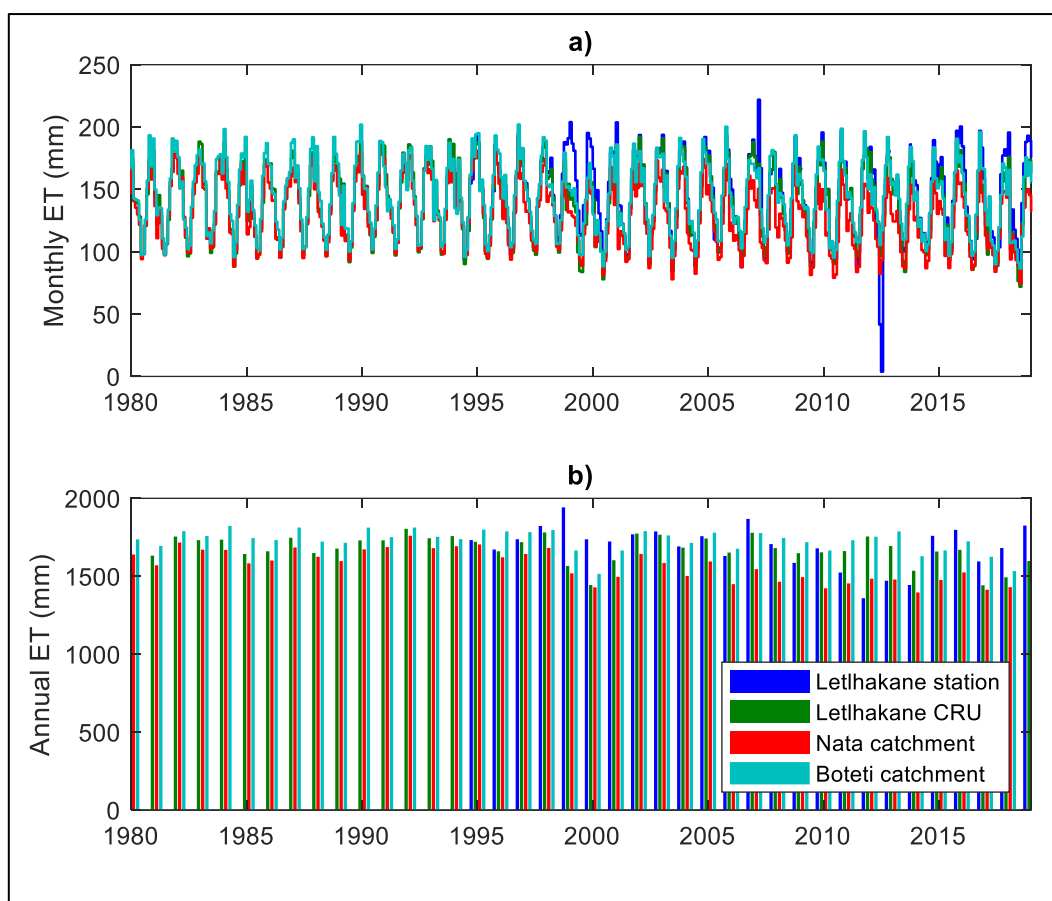 a)
250
200
150
100
50
0
Monthly ET (mm)
1980 1985 1990 1995 2000 2005 2010 2015
b)
2000
1500
1000
500
0
Annual ET (mm)
Letlhakane station
Letlhakane CRU
Nata catchment
Boteti catchment
1980 1985 1990 1995 2000 2005 2010 2015